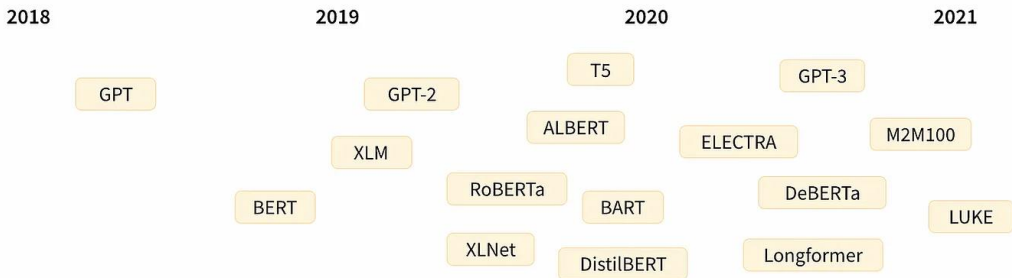 2018 2019 2020 2021
T5
GPT-3
GPT
GPT-2
ALBERT
M2M100
ELECTRA
XLM
RoBERTa
DeBERTa
BERT
BART
LUKE
XLNet
Longformer
DistilBERT